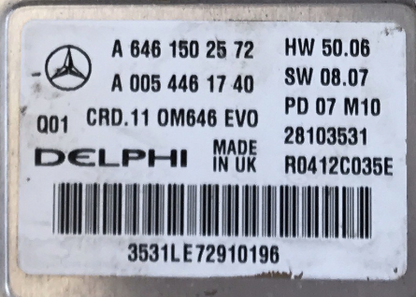 A 646 150 25 72 HW 50.06
A 005 446 17 40 SW 08.07
Q01 CRD.11 OM646 EVO PD 07 M10
28103531
DELPHI MADE IN UK R0412C035E
3531LE72910196